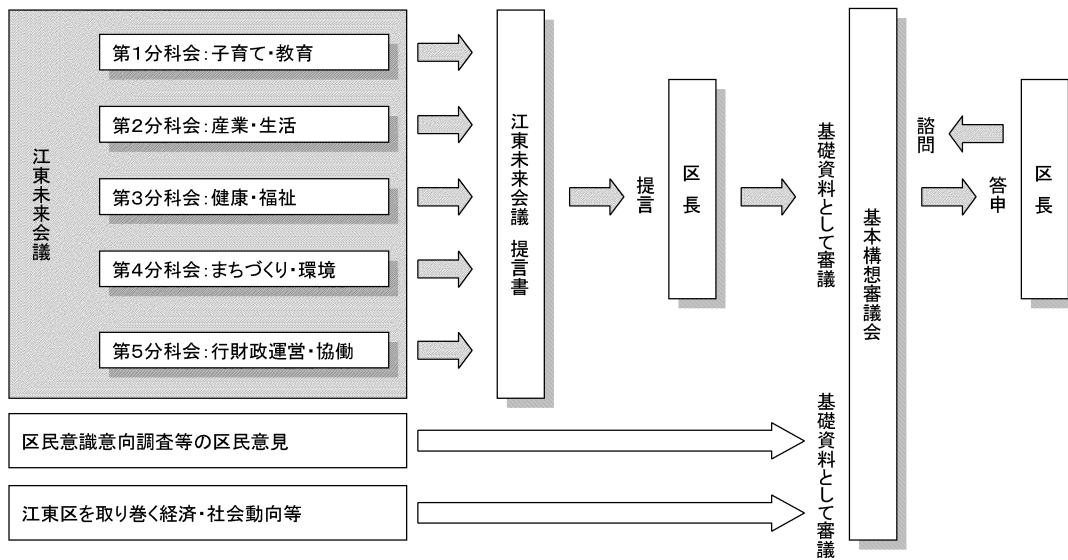 江東未来会議
第1分科会:子育て・教育
第2分科会:産業・生活
第3分科会:健康・福祉
第4分科会:まちづくり・環境
第5分科会:行財政運営・協働
区民意識意向調査等の区民意見
江東区を取り巻く経済・社会動向等
江東未来会議 提言書
提言
区長
基礎資料として審議
基礎資料として審議
基本構想審議会
諮問
答申
区長